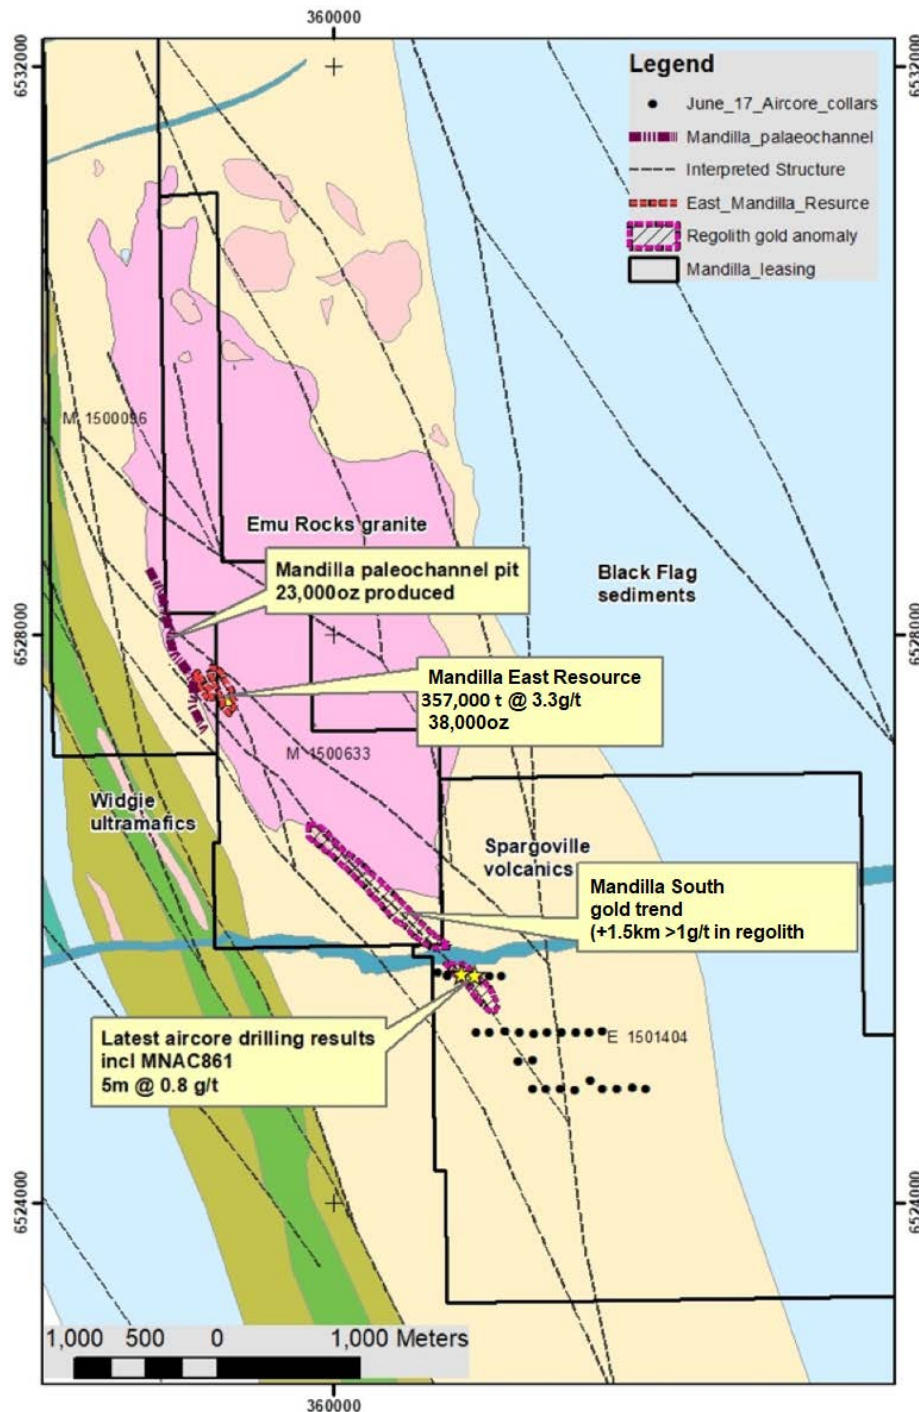 360000
6532000
6532000
Legend
June_17_Aircore_collars
Mandilla_palaeochannel
Interpreted Structure
East_Mandilla_Resurce
Regolith gold anomaly
Mandilla_leasing
M 1500096
Emu Rocks granite
Mandilla paleochannel pit
23,000oz produced
Black Flag
sediments
6528000
6528000
Mandilla East Resource
357,000 t @ 3.3g/t
38,000oz
M 1500633
Widgie
ultramafics
Spargoville
volcanics
Mandilla South
gold trend
(+1.5km >1g/t in regolith
Latest aircore drilling results
incl MNAC861
5m @ 0.8 g/t
E 1501404
6524000
6524000
1,000 500 0 1,000 Meters
360000